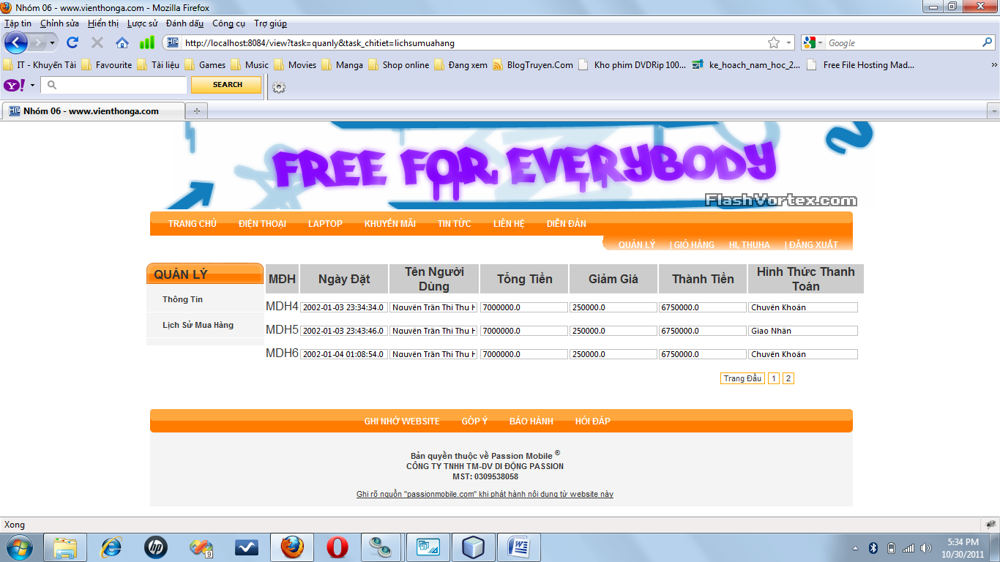 Nhóm 06 - www.vienthonga.com - Mozilla Firefox
Tập tin Chỉnh sửa Hiển thị Lược sử Đánh dấu Công cụ Trợ giúp
http://localhost:8084/view?task=quanly&task_chitiet=lichsumuahang
Google
IT - Khuyến Tài Favourite Tài liệu Games Music Movies Manga Shop online Đang xem BlogTruyen.Com Kho phim DVDRip 100... ke_hoach_nam_hoc_2... Free File Hosting Mad... »
Y! SEARCH
Nhóm 06 - www.vienthonga.com
FREE FOR EVERYBODY
FlashVortex.com
TRANG CHỦ ĐIỆN THOẠI LAPTOP KHUYẾN MÃI TIN TỨC LIÊN HỆ DIỄN ĐÀN
QUẢN LÝ | GIỎ HÀNG HI, THUHA | ĐĂNG XUẤT
QUẢN LÝ
Thông Tin
Lịch Sử Mua Hàng
MĐH Ngày Đặt Tên Người Dùng Tổng Tiền Giảm Giá Thành Tiền Hình Thức Thanh Toán
MDH4 2002-01-03 23:34:34.0 Nguyễn Trần Thị Thu H 7000000.0 250000.0 6750000.0 Chuyển Khoản
MDH5 2002-01-03 23:43:46.0 Nguyễn Trần Thị Thu H 7000000.0 250000.0 6750000.0 Giao Nhận
MDH6 2002-01-04 01:08:54.0 Nguyễn Trần Thị Thu H 7000000.0 250000.0 6750000.0 Chuyển Khoản
Trang Đầu 1 2
GHI NHỚ WEBSITE GÓP Ý BẢO HÀNH HỎI ĐÁP
Bản quyền thuộc về Passion Mobile ®
CÔNG TY TNHH TM-DV DI ĐỘNG PASSION
MST: 0309538058
Ghi rõ nguồn "passionmobile.com" khi phát hành nội dung từ website này
Xong
hp
9
5:34 PM
10/30/2011